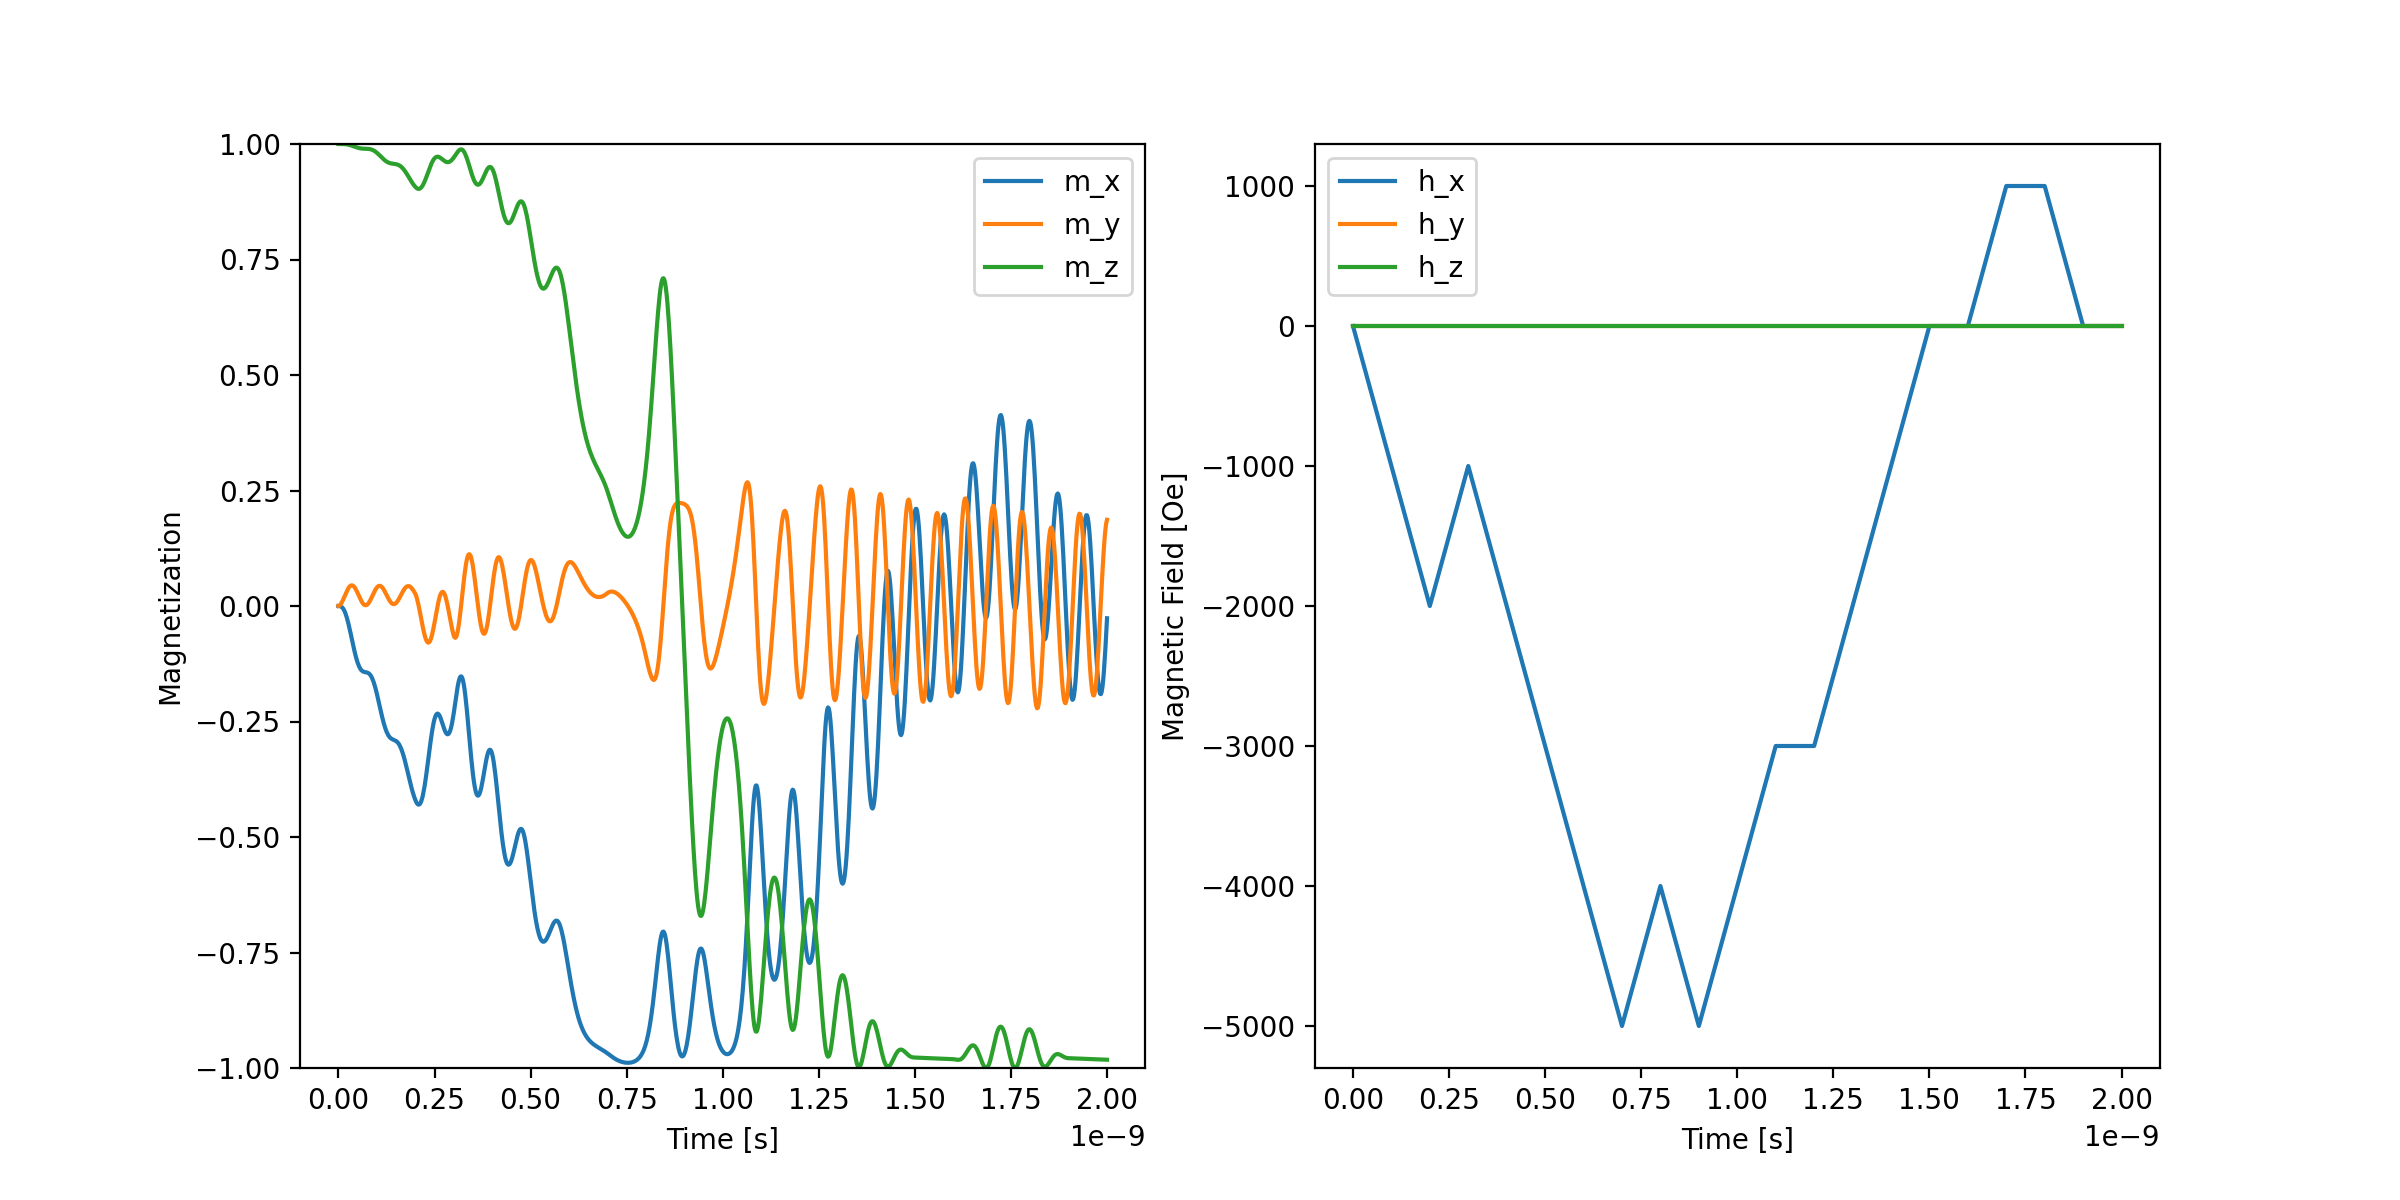 1.00
0.75
0.50
0.25
0.00
−0.25
−0.50
−0.75
−1.00
Magnetization
m_x
m_y
m_z
0.00 0.25 0.50 0.75 1.00 1.25 1.50 1.75 2.00
Time [s]
1e−9
1000
0
−1000
−2000
−3000
−4000
−5000
Magnetic Field [Oe]
h_x
h_y
h_z
0.00 0.25 0.50 0.75 1.00 1.25 1.50 1.75 2.00
Time [s]
1e−9